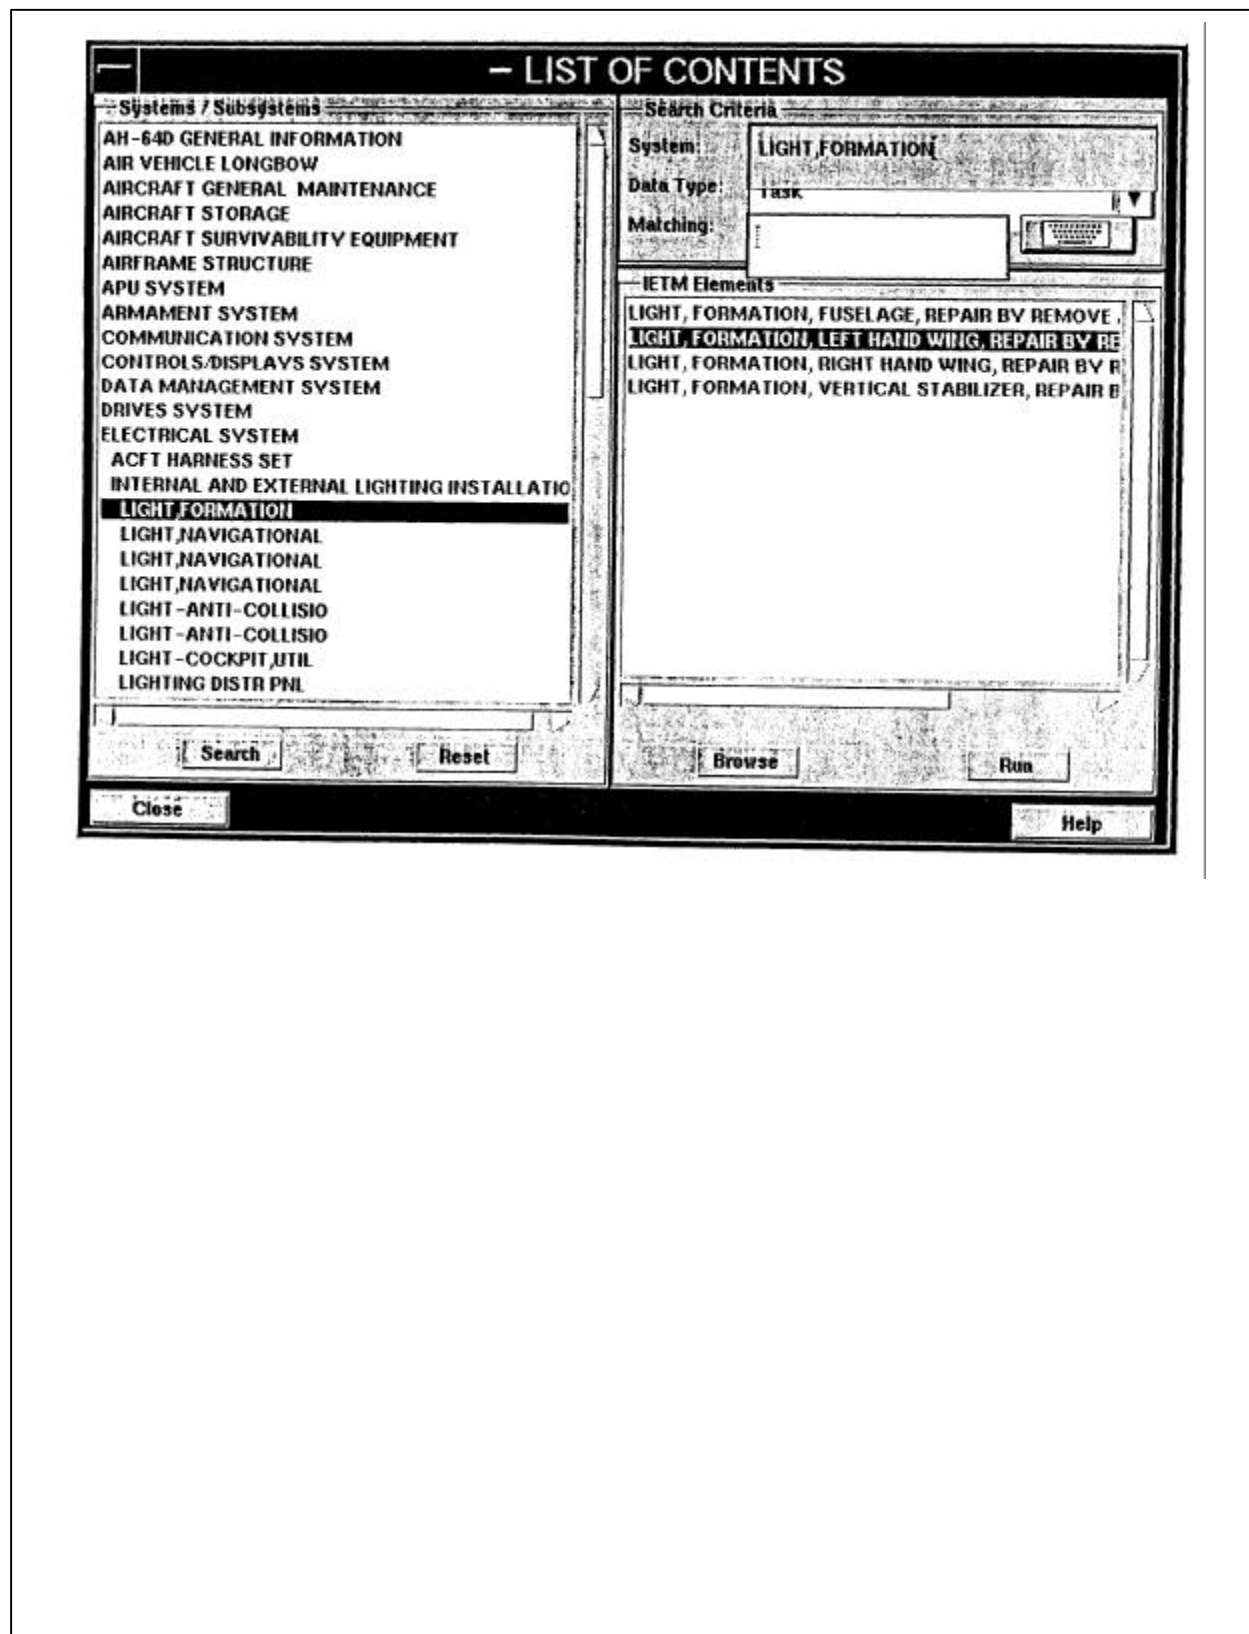 – LIST OF CONTENTS
Systems / Subsystems
AH-64D GENERAL INFORMATION
AIR VEHICLE LONGBOW
AIRCRAFT GENERAL MAINTENANCE
AIRCRAFT STORAGE
AIRCRAFT SURVIVABILITY EQUIPMENT
AIRFRAME STRUCTURE
APU SYSTEM
ARMAMENT SYSTEM
COMMUNICATION SYSTEM
CONTROLS/DISPLAYS SYSTEM
DATA MANAGEMENT SYSTEM
DRIVES SYSTEM
ELECTRICAL SYSTEM
ACFT HARNESS SET
INTERNAL AND EXTERNAL LIGHTING INSTALLATIO
LIGHT,FORMATION
LIGHT,NAVIGATIONAL
LIGHT,NAVIGATIONAL
LIGHT,NAVIGATIONAL
LIGHT-ANTI-COLLISIO
LIGHT-ANTI-COLLISIO
LIGHT-COCKPIT,UTIL
LIGHTING DISTR PNL
Search
Reset
Search Criteria
System: LIGHT,FORMATION
Data Type: Task
Matching:
IETM Elements
LIGHT, FORMATION, FUSELAGE, REPAIR BY REMOVE
LIGHT, FORMATION, LEFT HAND WING, REPAIR BY RE
LIGHT, FORMATION, RIGHT HAND WING, REPAIR BY R
LIGHT, FORMATION, VERTICAL STABILIZER, REPAIR B
Browse
Run
Close
Help